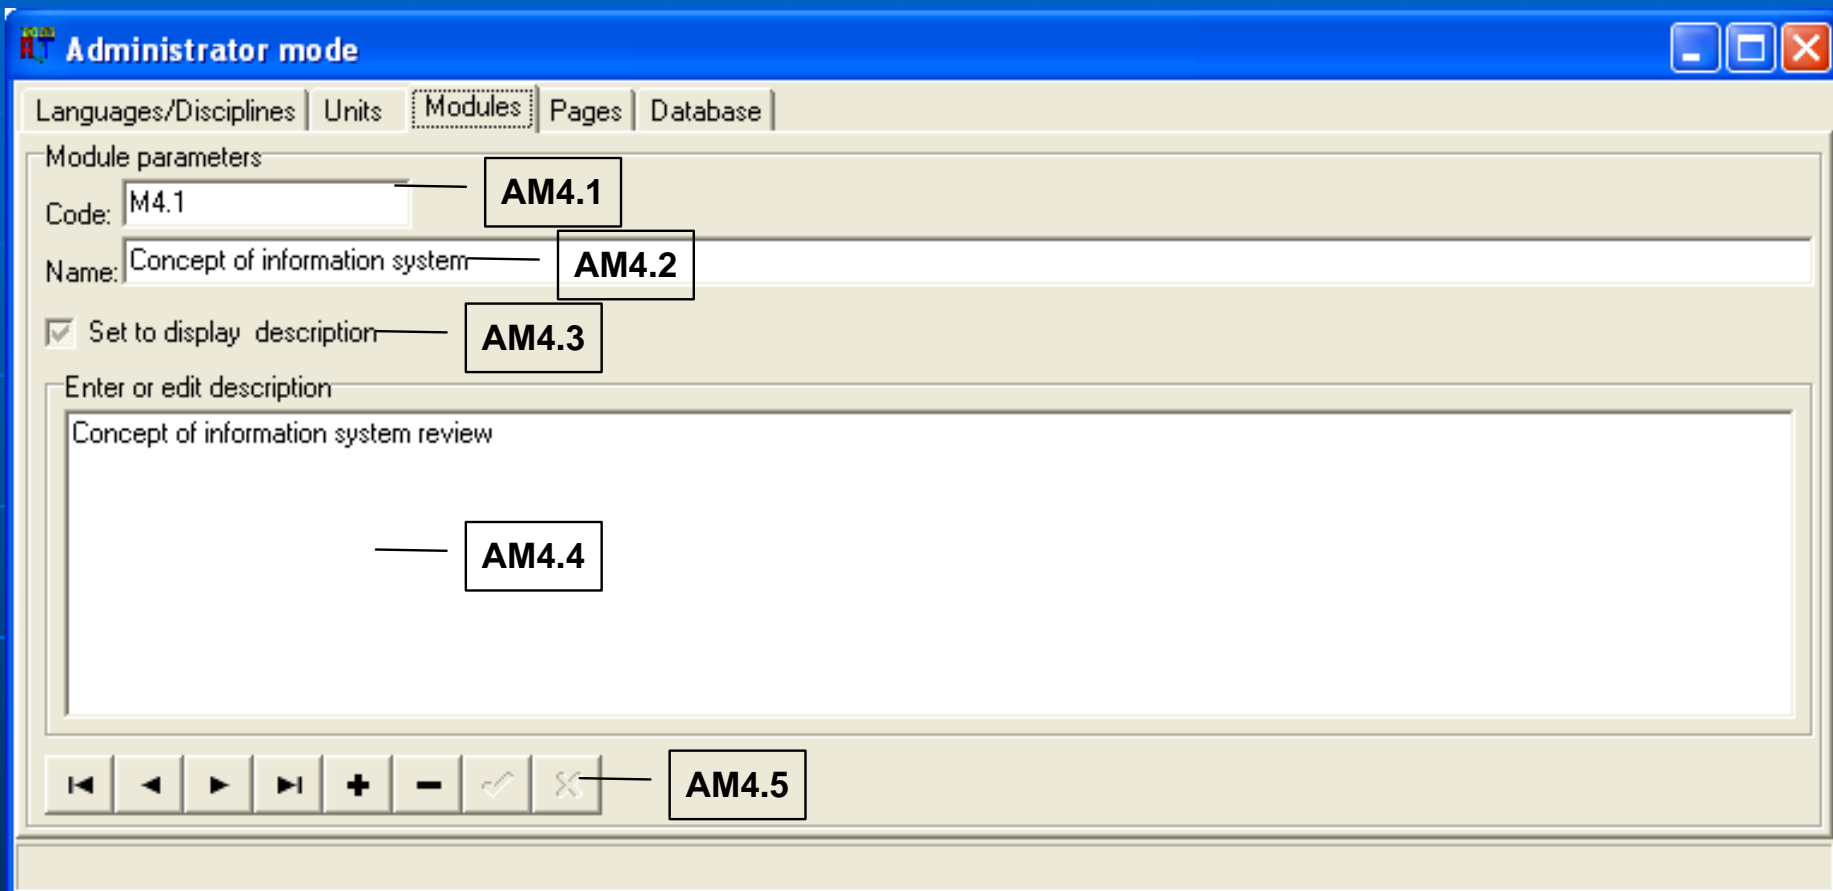 Administrator mode
Languages/Disciplines Units Modules Pages Database
Module parameters
Code: M4.1 AM4.1
Name: Concept of information system AM4.2
Set to display description AM4.3
Enter or edit description
Concept of information system review
AM4.4
AM4.5